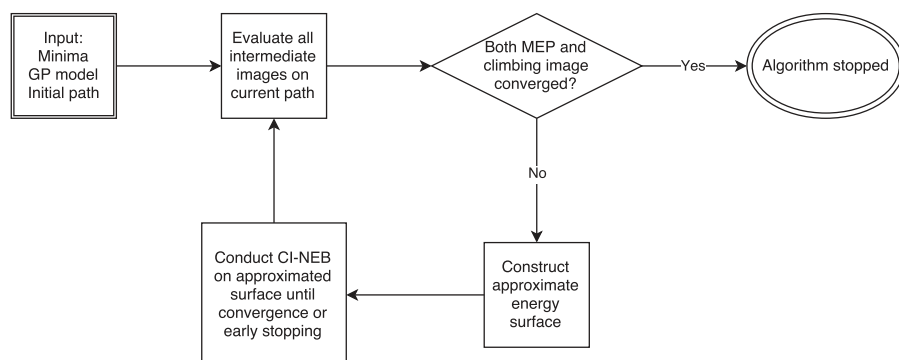 Input:
Minima
GP model
Initial path
Evaluate all
intermediate
images on
current path
Both MEP and
climbing image
converged?
Yes
Algorithm stopped
No
Construct
approximate
energy
surface
Conduct CI-NEB
on approximated
surface until
convergence or
early stopping